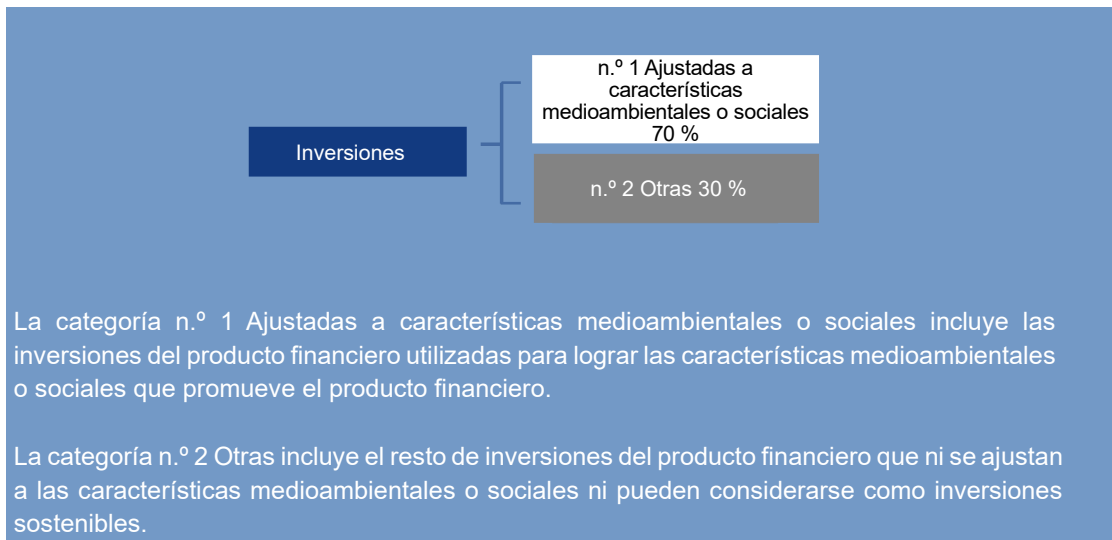 n.º 1 Ajustadas a
características
medioambientales o sociales
70 %
Inversiones
n.º 2 Otras 30 %
La categoría n.º 1 Ajustadas a características medioambientales o sociales incluye las
inversiones del producto financiero utilizadas para lograr las características medioambientales
o sociales que promueve el producto financiero.
La categoría n.º 2 Otras incluye el resto de inversiones del producto financiero que ni se ajustan
a las características medioambientales o sociales ni pueden considerarse como inversiones
sostenibles.